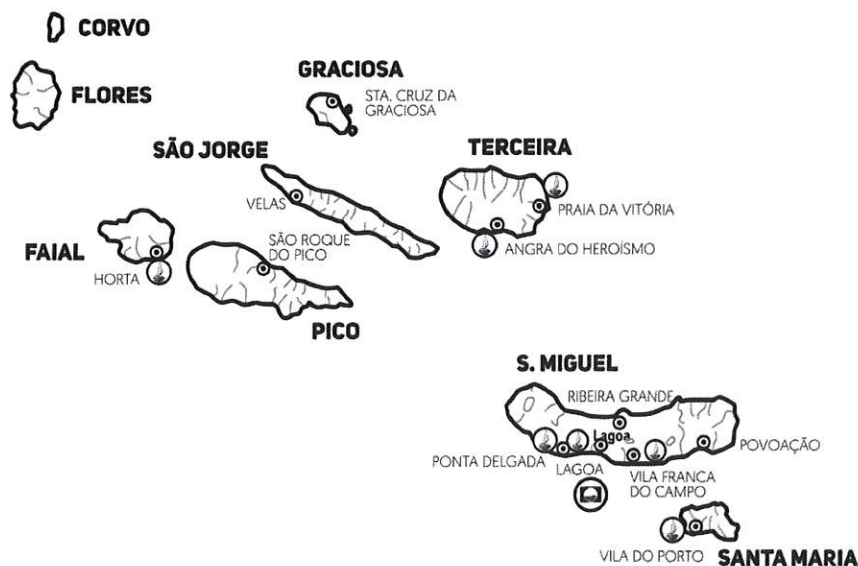 CORVO
FLORES
GRACIOSA
STA. CRUZ DA
GRACIOSA
SÃO JORGE
VELAS
TERCEIRA
PRAIA DA VITÓRIA
ANGRA DO HEROÍSMO
FAIAL
HORTA
SÃO ROQUE
DO PICO
PICO
S. MIGUEL
RIBEIRA GRANDE
Lagoa
PONTA DELGADA
LAGOA
VILA FRANCA
DO CAMPO
POVOAÇÃO
VILA DO PORTO
SANTA MARIA